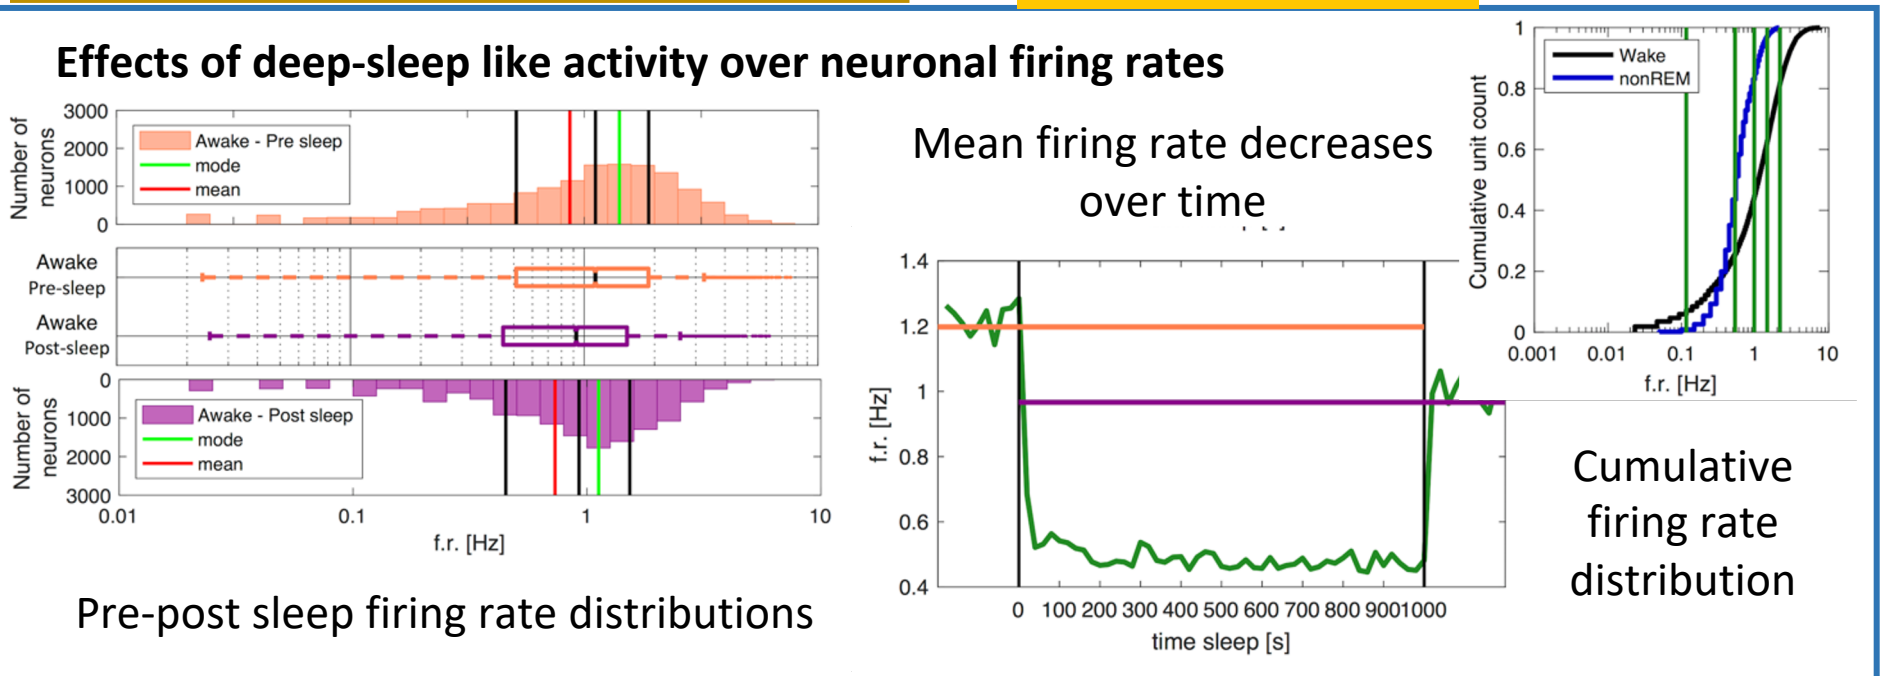 Effects of deep-sleep like activity over neuronal firing rates
Number of
neurons
3000
2000
1000
0
Awake - Pre sleep
mode
mean
Awake
Pre-sleep
Awake
Post-sleep
Number of
neurons
0
1000
2000
3000
Awake - Post sleep
mode
mean
0.01
0.1
1
10
f.r. [Hz]
Pre-post sleep firing rate distributions
Mean firing rate decreases
over time
f.r. [Hz]
1.4
1.2
1
0.8
0.6
0.4
0 100 200 300 400 500 600 700 800 9001000
time sleep [s]
Cumulative unit count
1
0.8
0.6
0.4
0.2
0
Wake
nonREM
0.001 0.01 0.1 1 10
f.r. [Hz]
Cumulative
firing rate
distribution